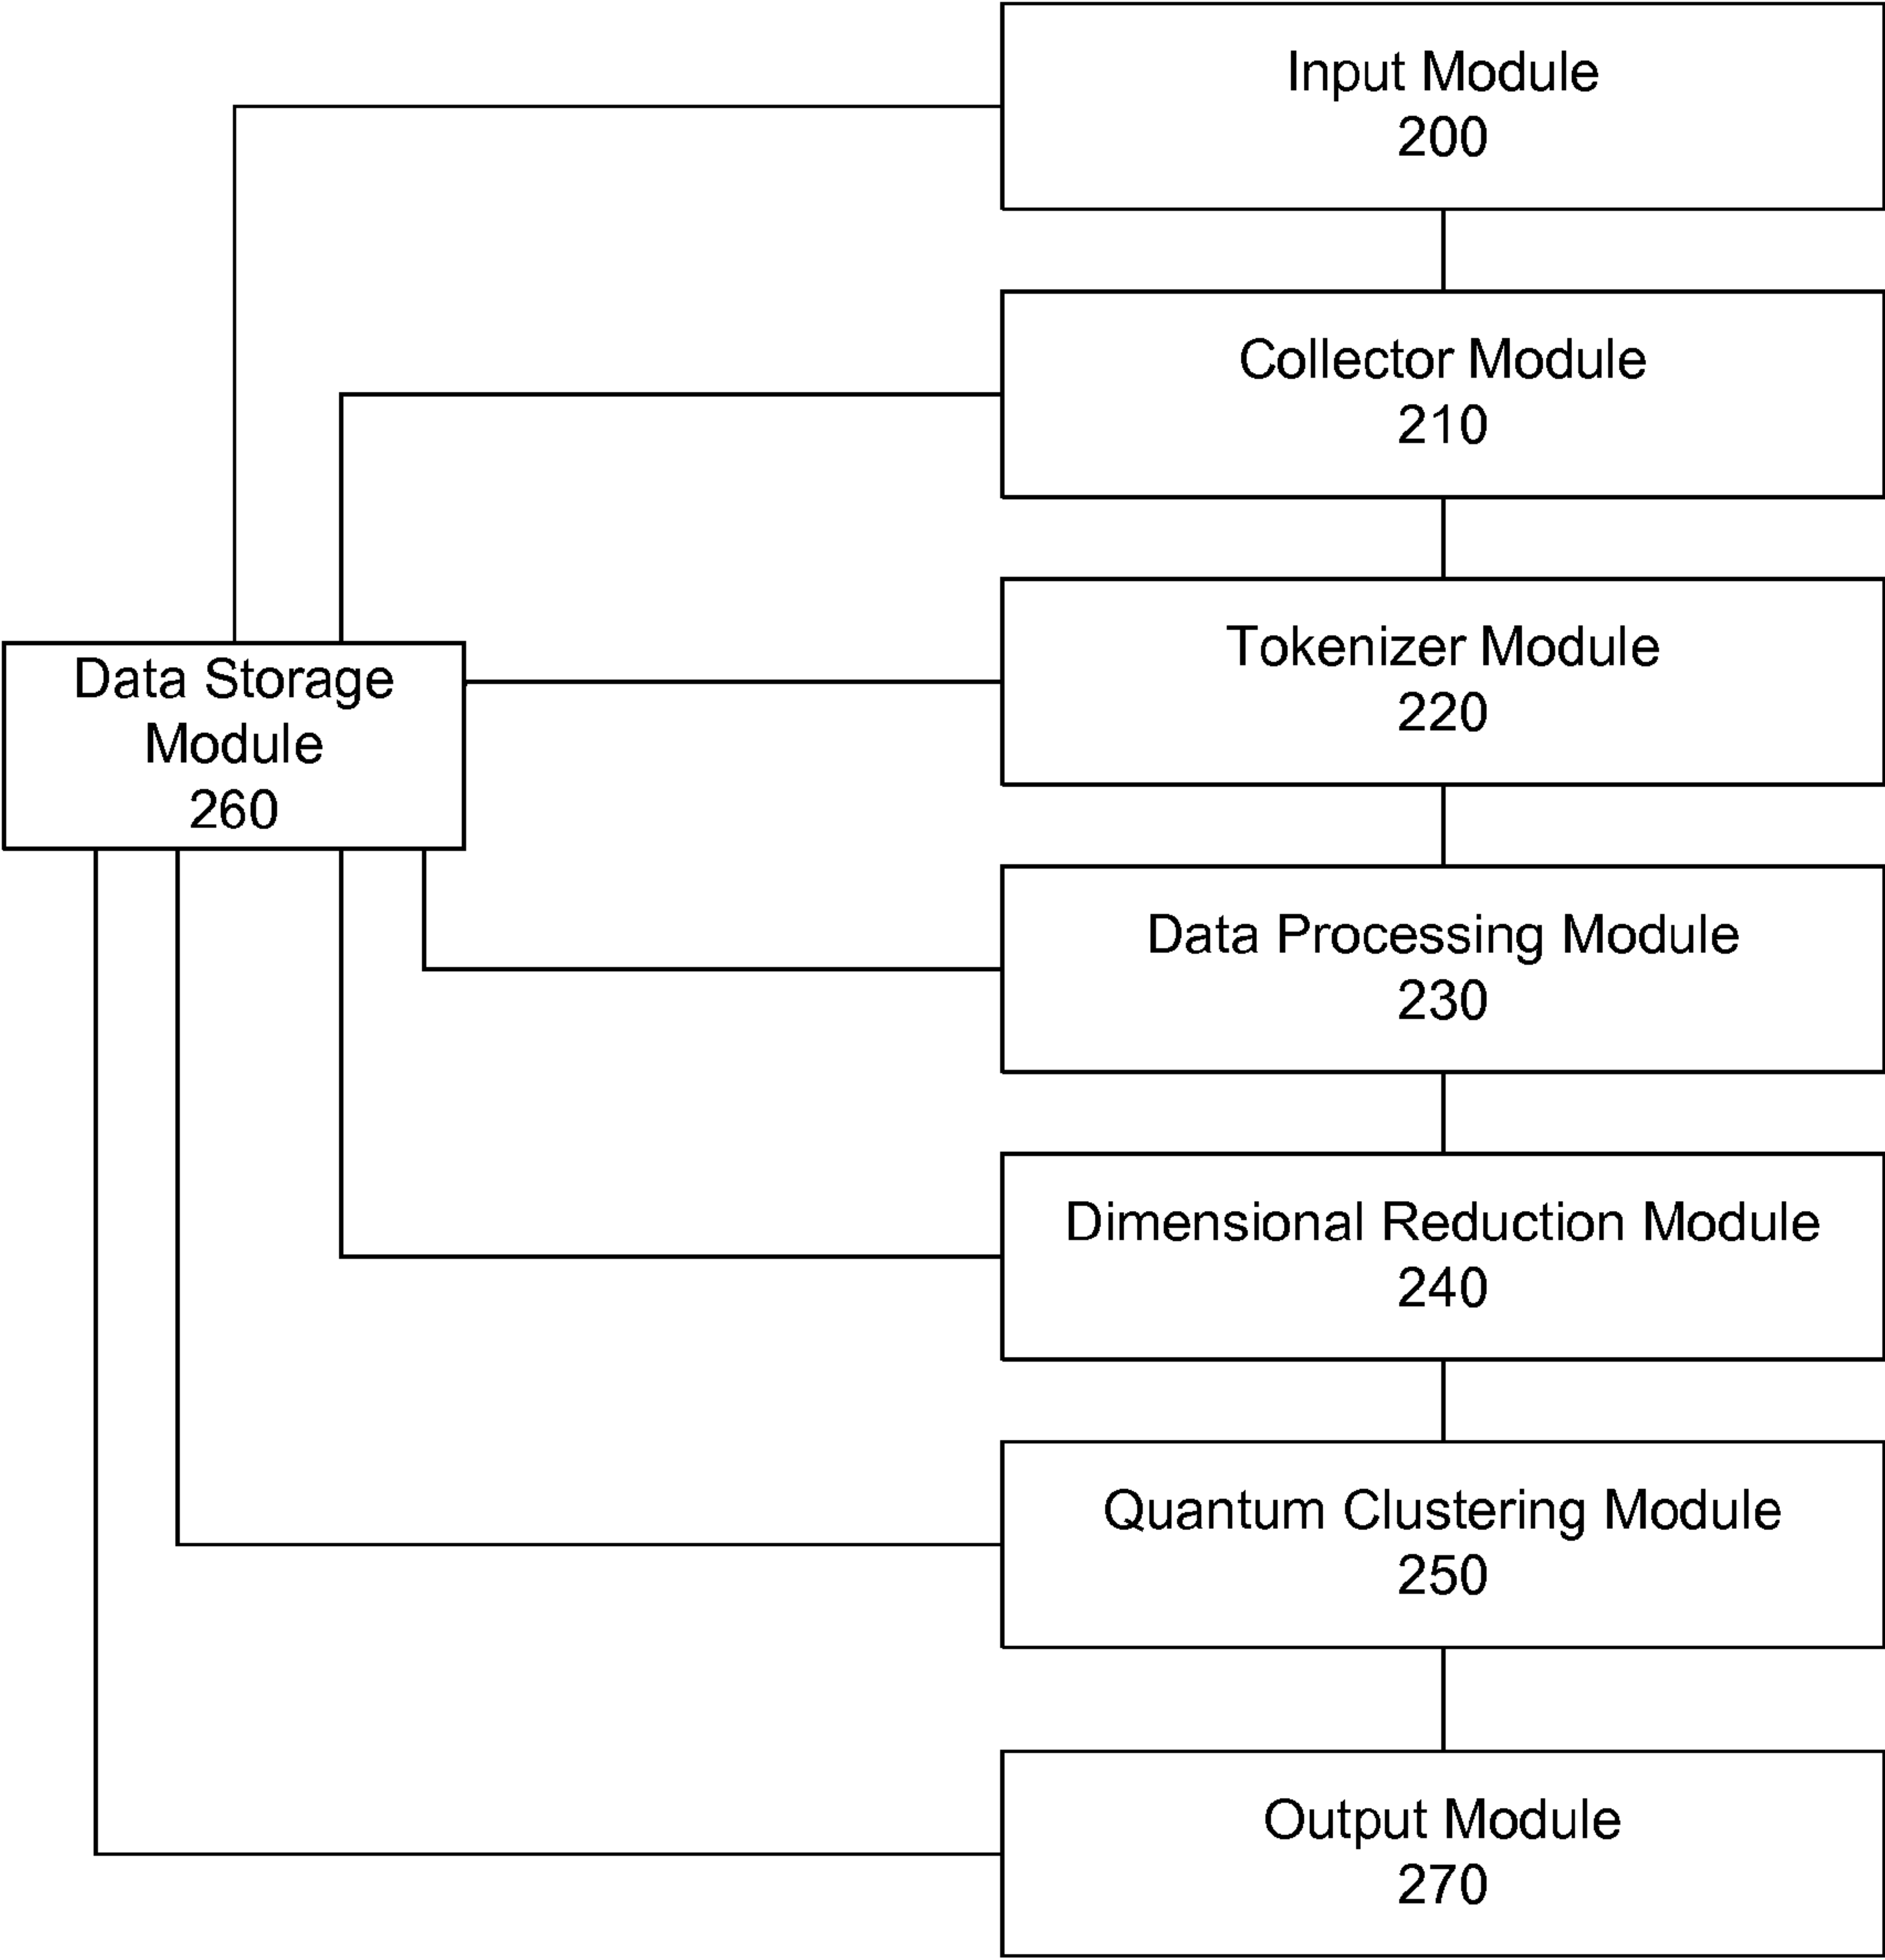 Input Module
200
Collector Module
210
Tokenizer Module
220
Data Storage
Module
260
Data Processing Module
230
Dimensional Reduction Module
240
Quantum Clustering Module
250
Output Module
270